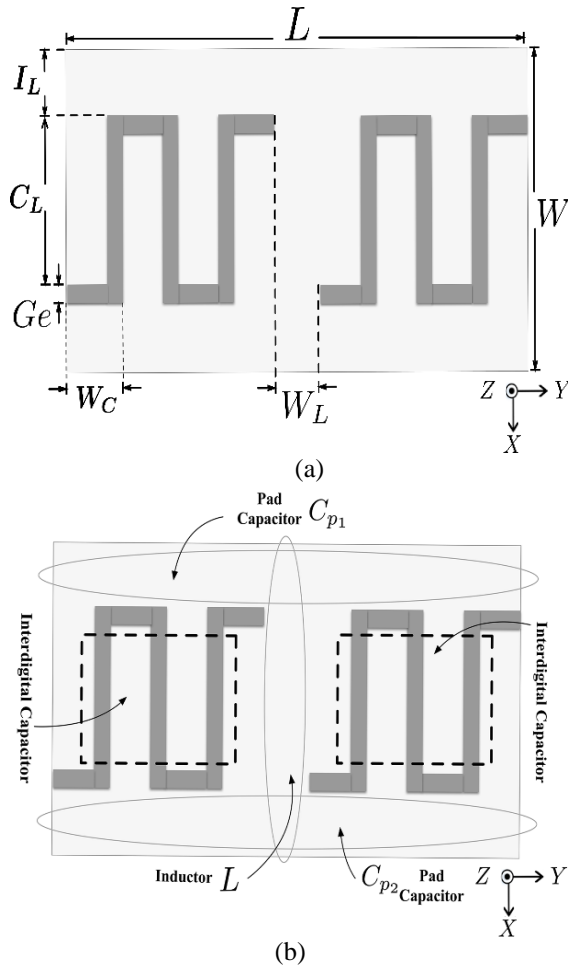 L
I_L
C_L
W
Ge
W_C
W_L
Z Y
X
(a)
Pad
Capacitor C_{p_1}
Interdigital Capacitor
Interdigital Capacitor
Inductor L
C_{p_2} Pad
Capacitor
Z Y
X
(b)